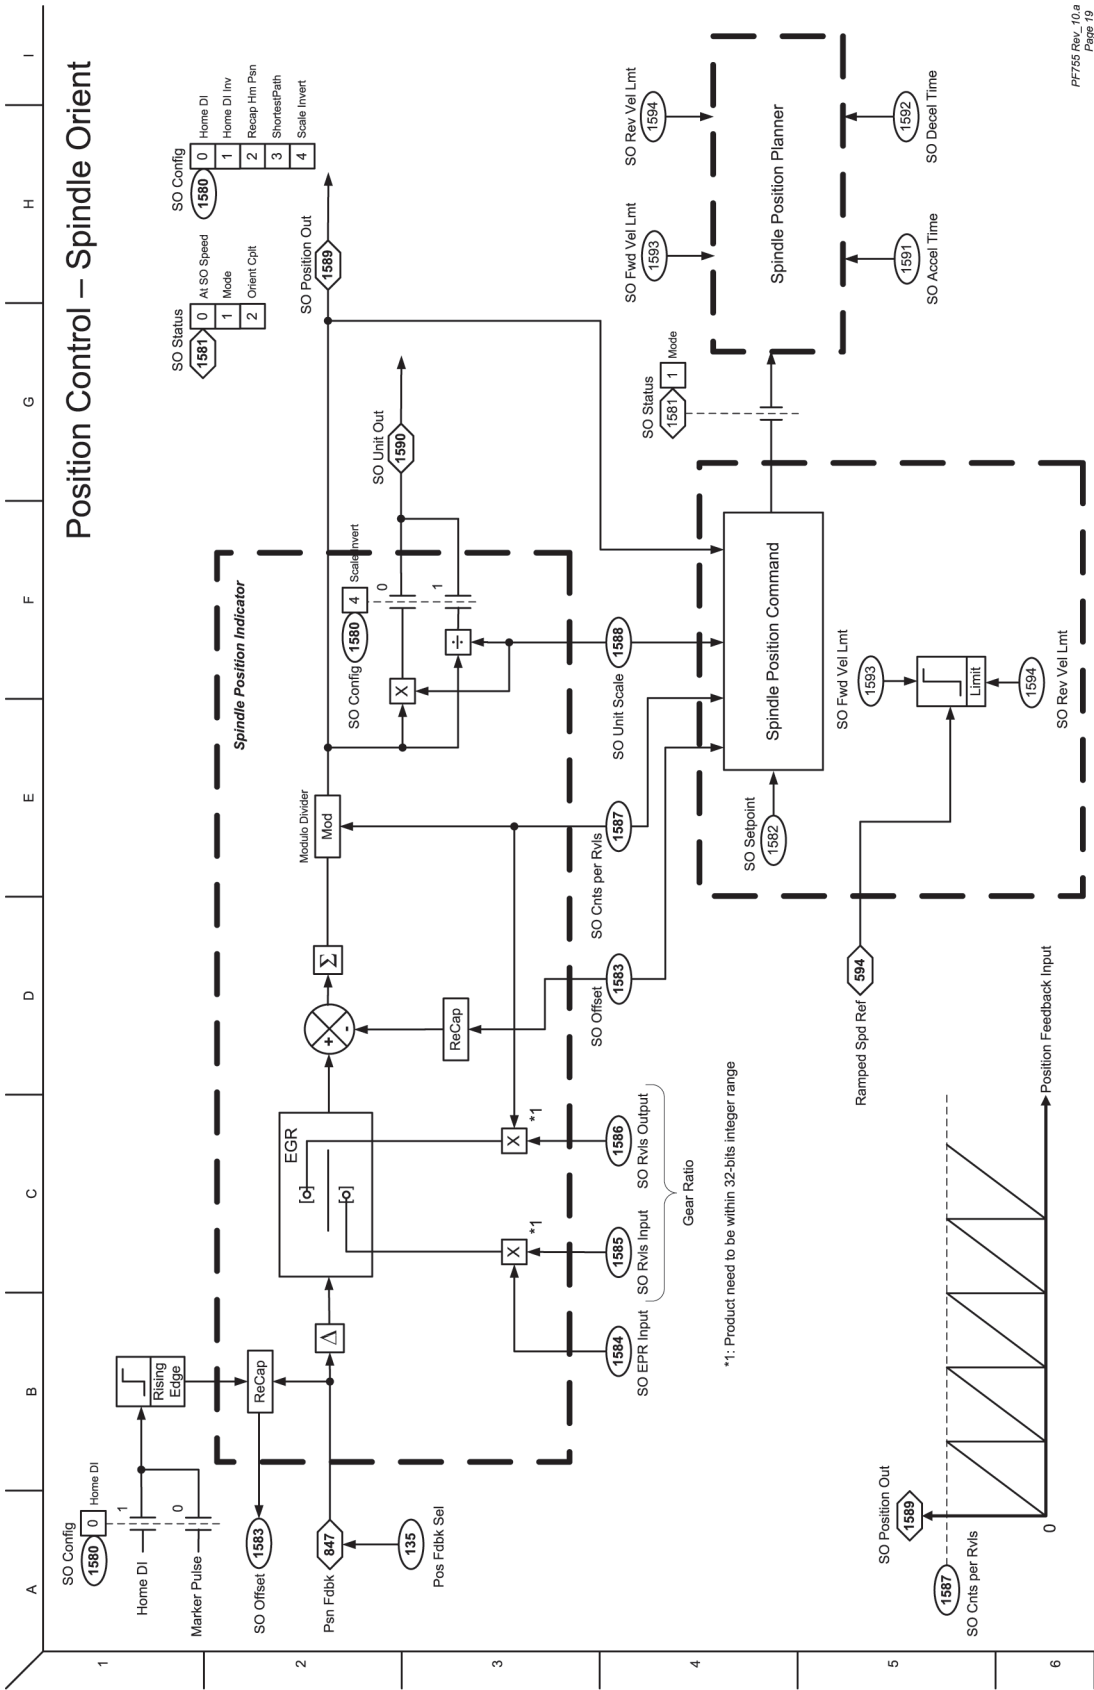 Position Control – Spindle Orient
A
B
C
D
E
F
G
H
I
1
2
3
4
5
6
SO Config
1580
0
Home DI
1
0
Home DI
Marker Pulse
Rising
Edge
SO Status
1581
0
At SO Speed
1
Mode
2
Orient Cplt
SO Config
1580
0
Home DI
1
Home DI Inv
2
Recap Hm Psn
3
ShortestPath
4
Scale Invert
Spindle Position Indicator
SO Offset
1583
ReCap
Psn Fdbk
847
135
Pos Fdbk Sel
Δ
EGR
[o]
[o]
+
-
Σ
ReCap
Modulo Divider
Mod
SO Config
1580
4
Scale Invert
0
1
X
÷
SO Unit Out
1590
SO Position Out
1589
X
*1
X
*1
1584
SO EPR Input
1585
SO Rvls Input
1586
SO Rvls Output
Gear Ratio
SO Offset
1583
SO Cnts per Rvls
1587
SO Unit Scale
1588
*1: Product need to be within 32-bits integer range
SO Setpoint
1582
Spindle Position Command
SO Status
1581
1
Mode
SO Fwd Vel Lmt
1593
SO Rev Vel Lmt
1594
Spindle Position Planner
1591
SO Accel Time
1592
SO Decel Time
Ramped Spd Ref
594
SO Fwd Vel Lmt
1593
Limit
1594
SO Rev Vel Lmt
SO Position Out
1589
1587
SO Cnts per Rvls
0
Position Feedback Input
PF755 Rev_10.a
Page 19